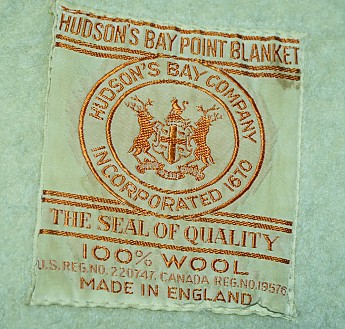 HUDSON'S BAY POINT BLANKET
HUDSON'S BAY COMPANY
INCORPORATED 1670
THE SEAL OF QUALITY
100% WOOL
U.S. REG. NO. 220747. CANADA REG. NO. 19576
MADE IN ENGLAND